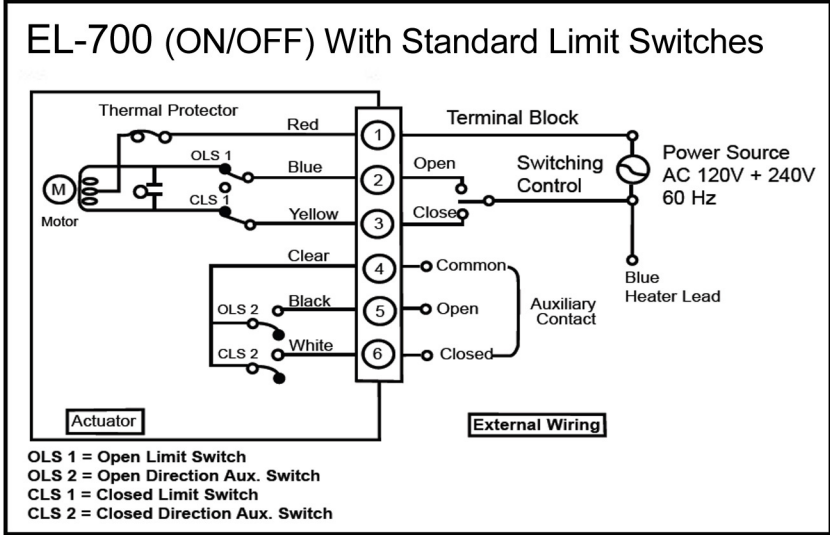 EL-700 (ON/OFF) With Standard Limit Switches
Thermal Protector
Red
1
Terminal Block
OLS 1
Blue
2
Open
Switching
Control
Power Source
AC 120V + 240V
60 Hz
M
Motor
CLS 1
Yellow
3
Close
Clear
4
Common
Blue
Heater Lead
OLS 2
Black
5
Open
Auxiliary
Contact
CLS 2
White
6
Closed
Actuator
External Wiring
OLS 1 = Open Limit Switch
OLS 2 = Open Direction Aux. Switch
CLS 1 = Closed Limit Switch
CLS 2 = Closed Direction Aux. Switch